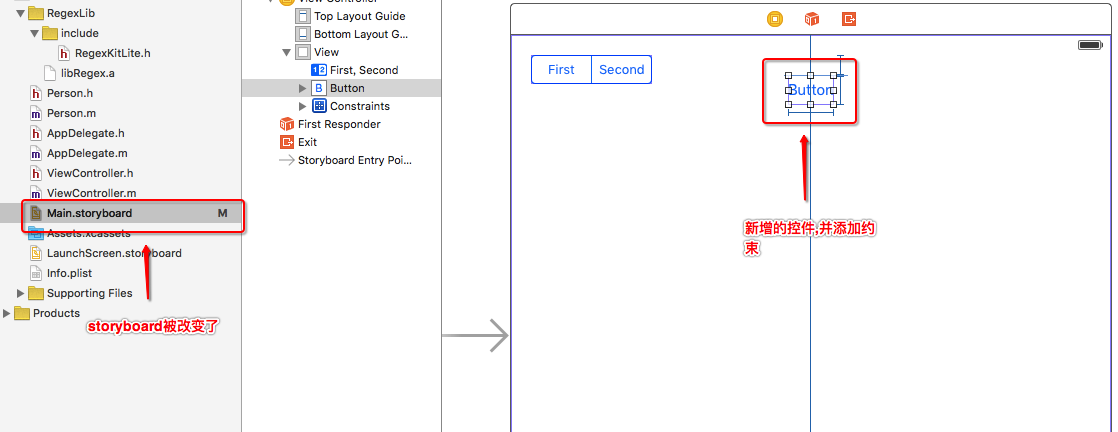 RegexLib
include
RegexKitLite.h
libRegex.a
Person.h
Person.m
AppDelegate.h
AppDelegate.m
ViewController.h
ViewController.m
Main.storyboard M
Assets.xcassets
LaunchScreen.storyboard
Info.plist
Supporting Files
Products
storyboard被改变了
View Controller
Top Layout Guide
Bottom Layout G...
View
First, Second
B Button
Constraints
First Responder
Exit
Storyboard Entry Poi...
First Second
Button
新增的控件,并添加约
束